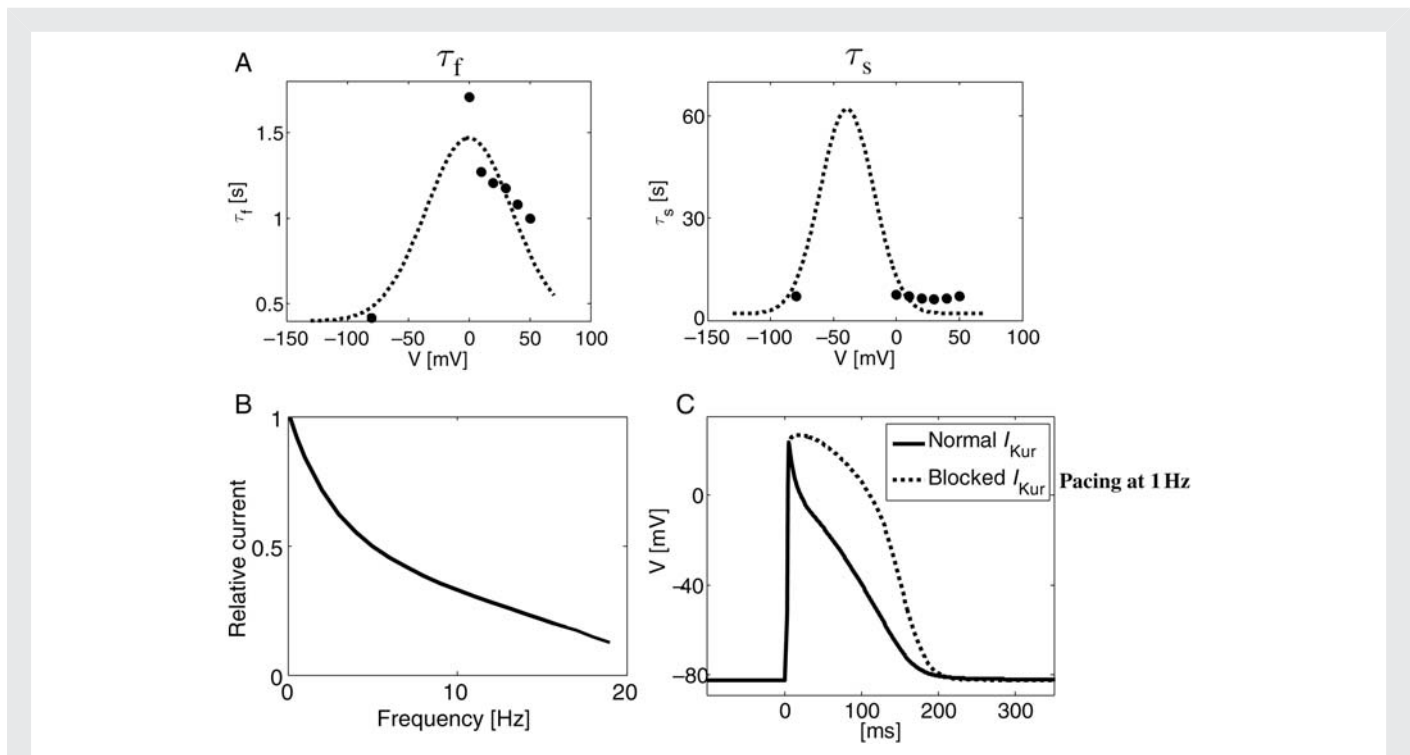 A
τf
τs
τf [s]
1.5
1
0.5
−150
−100
−50
0
50
100
V [mV]
τs [s]
60
30
0
−150
−100
−50
0
50
100
V [mV]
B
Relative current
1
0.5
0
0
10
20
Frequency [Hz]
C
Normal IKur
Blocked IKur
Pacing at 1 Hz
V [mV]
0
−40
−80
0
100
200
300
[ms]